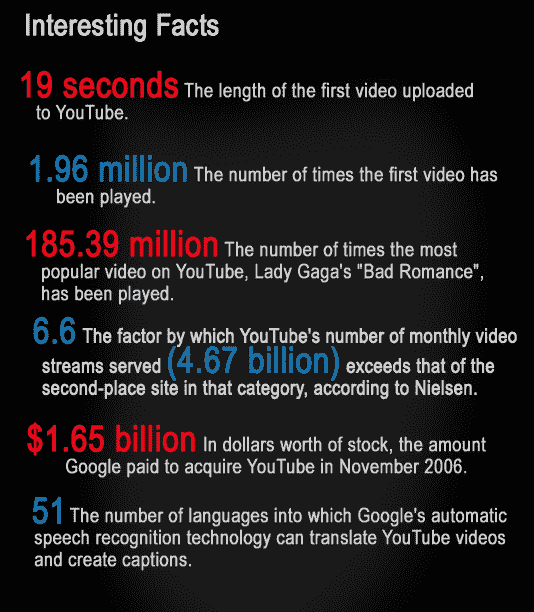 Interesting Facts
19 seconds The length of the first video uploaded
to YouTube.
1.96 million The number of times the first video has
been played.
185.39 million The number of times the most
popular video on YouTube, Lady Gaga's "Bad Romance",
has been played.
6.6 The factor by which YouTube's number of monthly video
streams served (4.67 billion) exceeds that of the
second-place site in that category, according to Nielsen.
$1.65 billion In dollars worth of stock, the amount
Google paid to acquire YouTube in November 2006.
51 The number of languages into which Google's automatic
speech recognition technology can translate YouTube videos
and create captions.